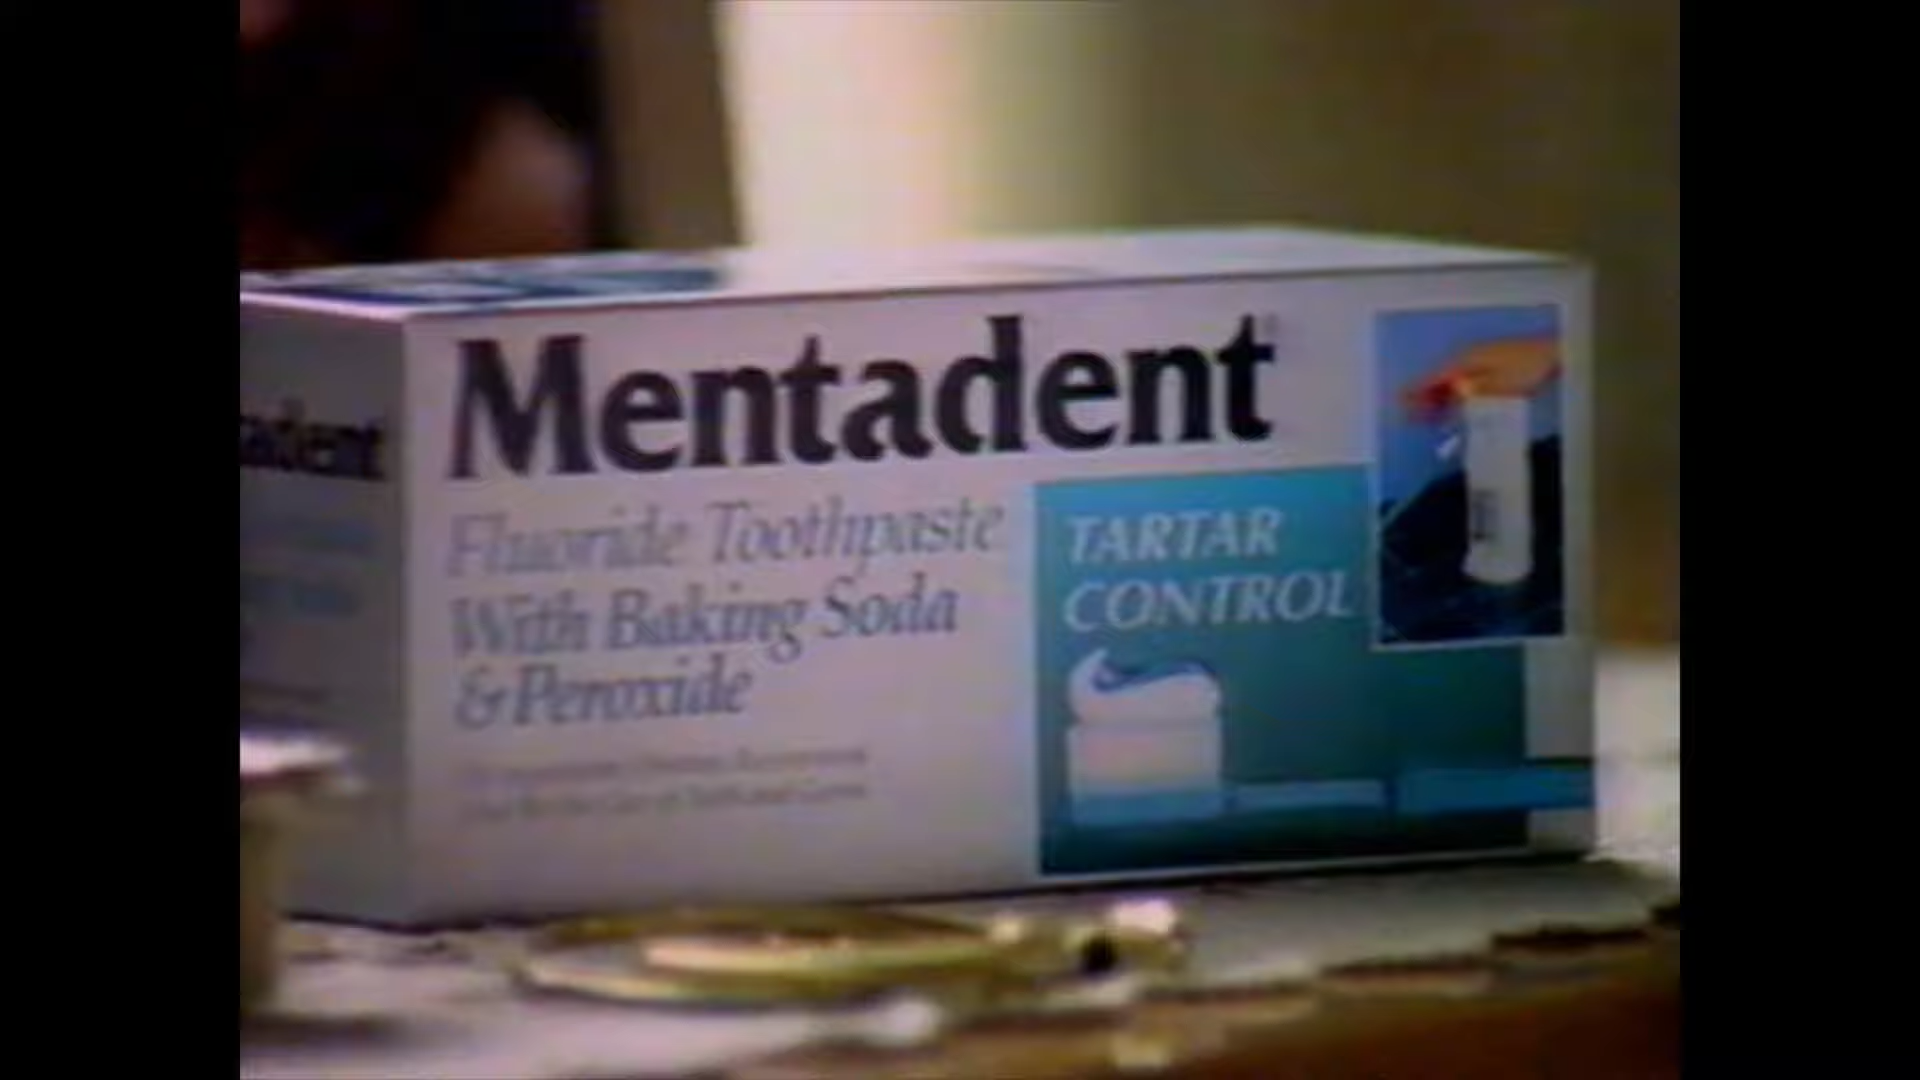 Mentadent
Fluoride Toothpaste
With Baking Soda
& Peroxide
TARTAR
CONTROL